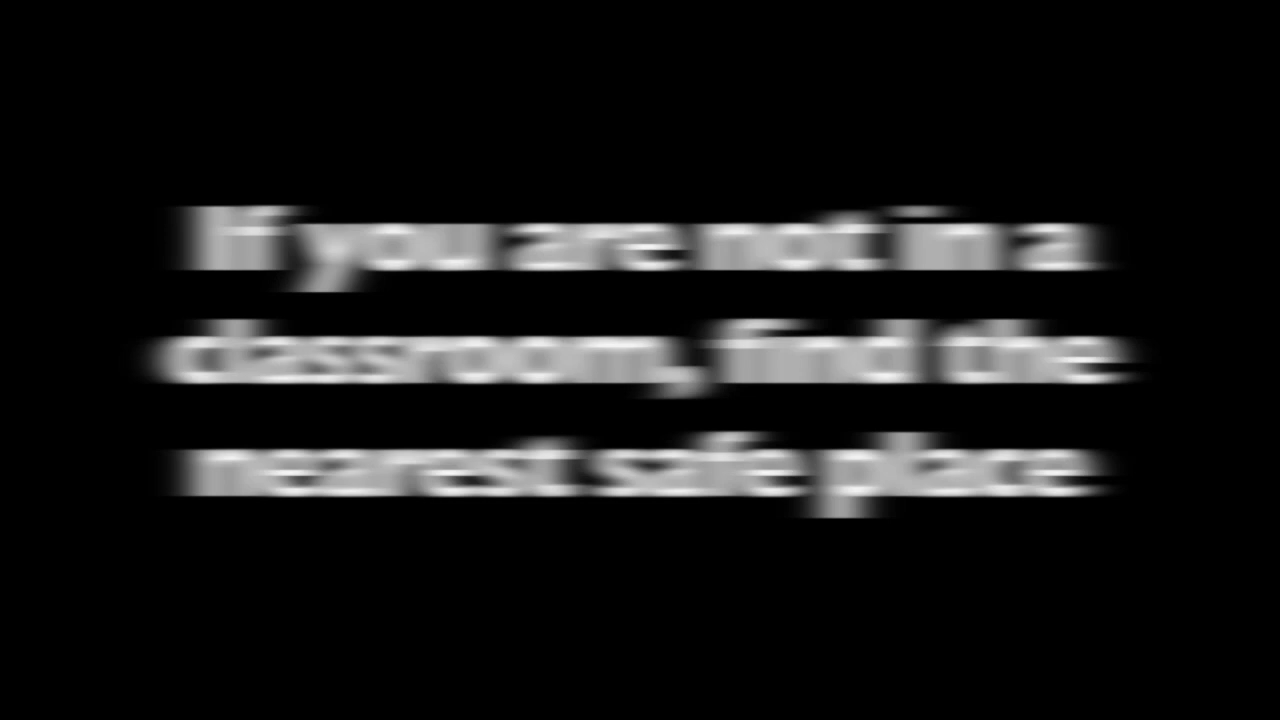 If you are not in a
classroom, find the
nearest safe place